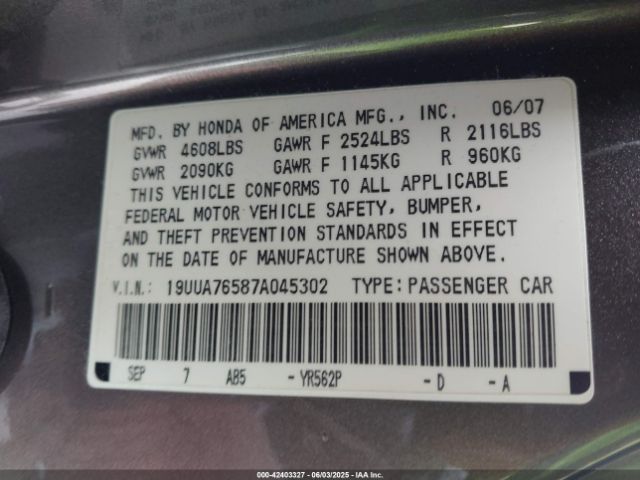 MFD. BY HONDA OF AMERICA MFG., INC. 06/07
GVWR 4608LBS GAWR F 2524LBS R 2116LBS
GVWR 2090KG GAWR F 1145KG R 960KG
THIS VEHICLE CONFORMS TO ALL APPLICABLE
FEDERAL MOTOR VEHICLE SAFETY, BUMPER,
AND THEFT PREVENTION STANDARDS IN EFFECT
ON THE DATE OF MANUFACTURE SHOWN ABOVE.
V.I.N.: 19UUA76587A045302 TYPE: PASSENGER CAR
SEP 7 AB5 -YR562P -D -A
000-42403327 - 06/03/2025 - IAA Inc.